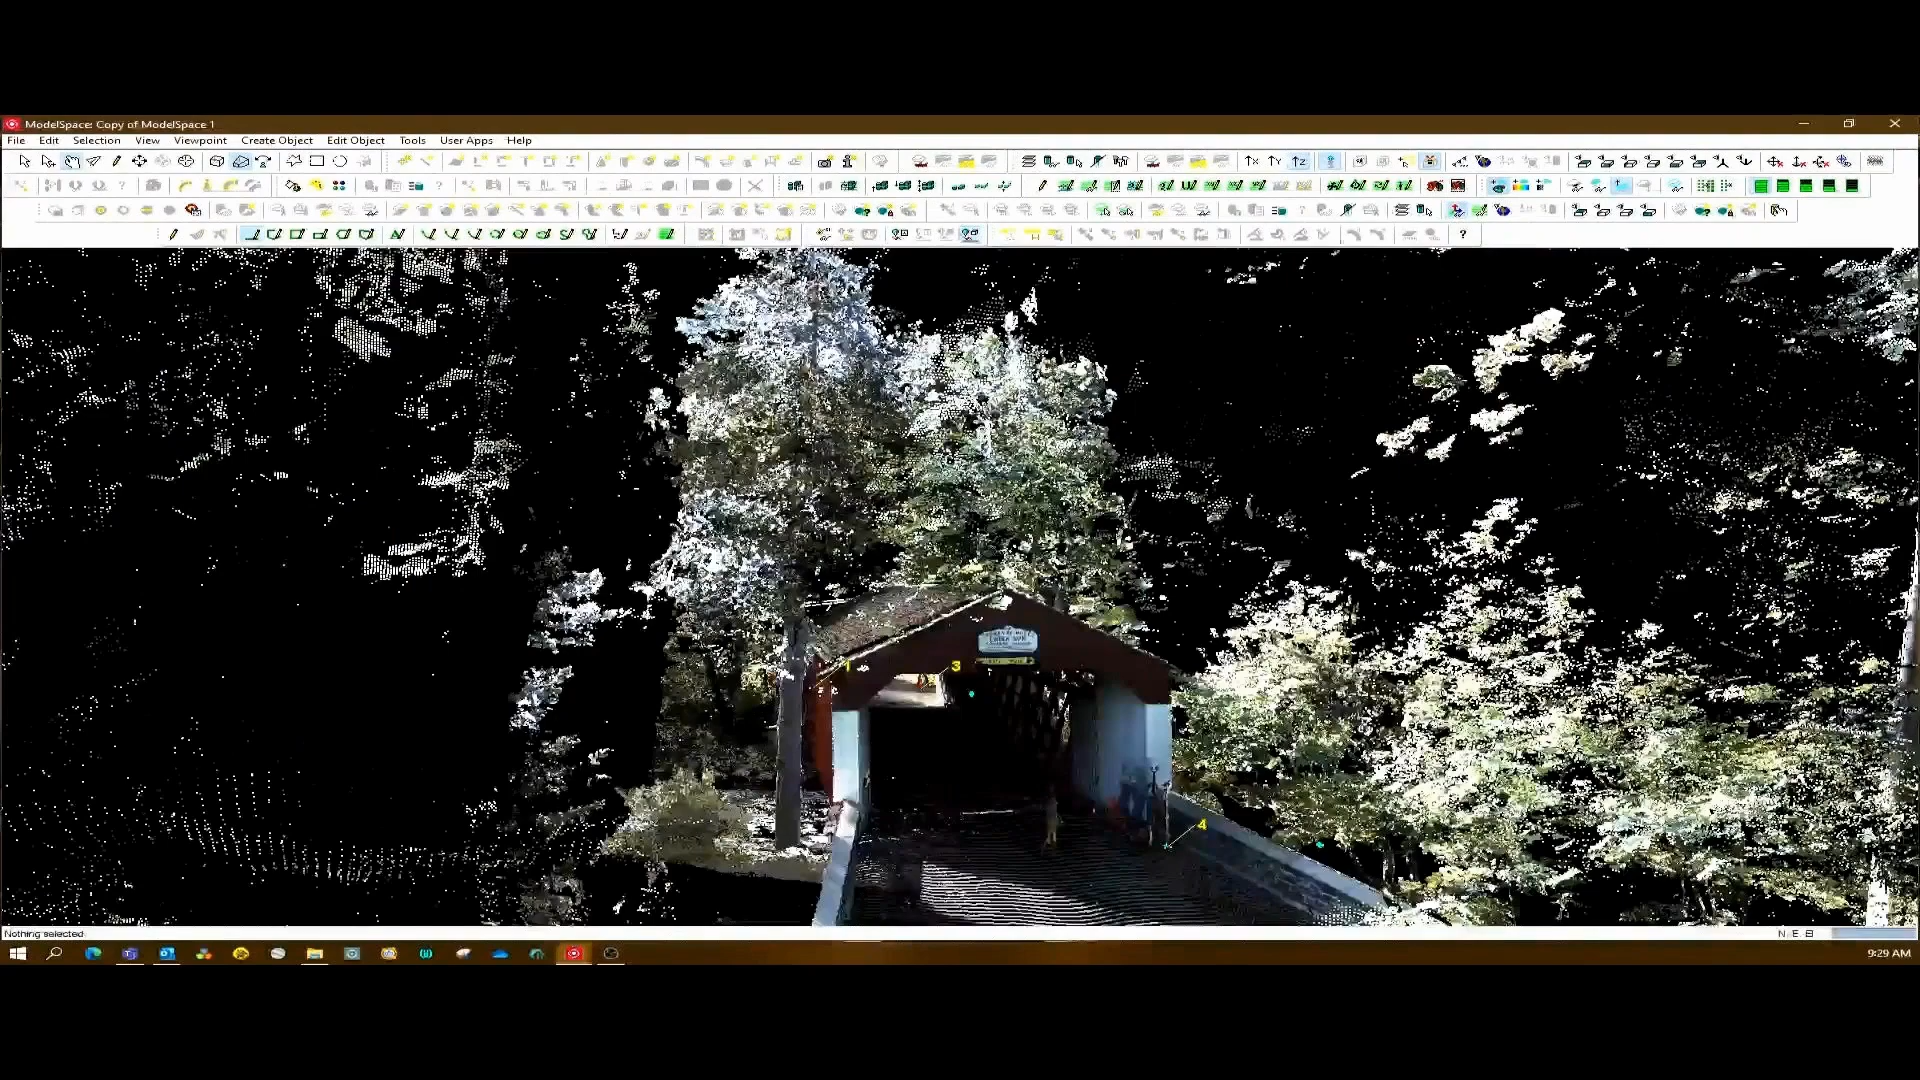 ModelSpace: Copy of ModelSpace 1
File Edit Selection View Viewpoint Create Object Edit Object Tools User Apps Help
1
3
4
Nothing selected
N: E: El:
9:29 AM